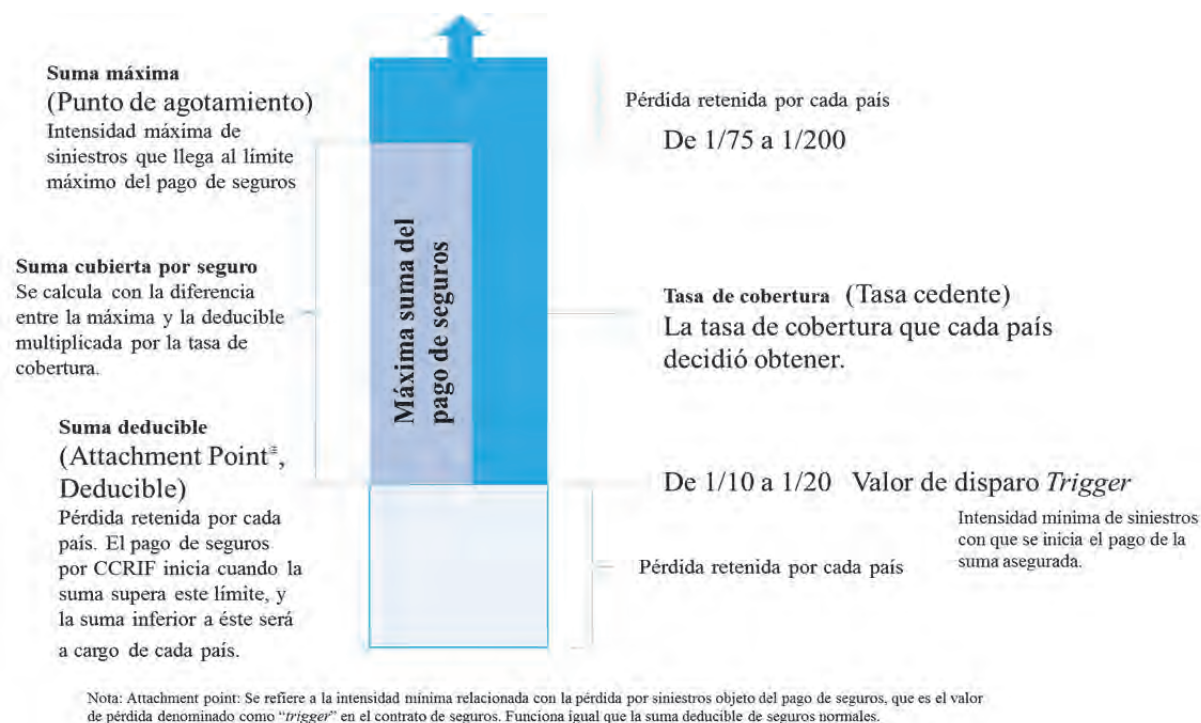 Suma máxima
(Punto de agotamiento)
Intensidad máxima de
siniestros que llega al límite
máximo del pago de seguros
Suma cubierta por seguro
Se calcula con la diferencia
entre la máxima y la deducible
multiplicada por la tasa de
cobertura.
Suma deducible
(Attachment Point※,
Deducible)
Pérdida retenida por cada
país. El pago de seguros
por CCRIF inicia cuando la
suma supera este límite, y
la suma inferior a éste será
a cargo de cada país.
Máxima suma del
pago de seguros
Pérdida retenida por cada país
De 1/75 a 1/200
Tasa de cobertura (Tasa cedente)
La tasa de cobertura que cada país
decidió obtener.
De 1/10 a 1/20 Valor de disparo Trigger
Intensidad mínima de siniestros
con que se inicia el pago de la
suma asegurada.
Pérdida retenida por cada país
Nota: Attachment point: Se refiere a la intensidad mínima relacionada con la pérdida por siniestros objeto del pago de seguros, que es el valor
de pérdida denominado como “trigger” en el contrato de seguros. Funciona igual que la suma deducible de seguros normales.